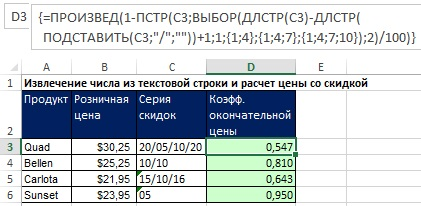 D3
{=ПРОИЗВЕД(1-ПСТР(C3;ВЫБОР(ДЛСТР(C3)-ДЛСТР(
ПОДСТАВИТЬ(C3;"/";""))+1;1;{1;4};{1;4;7};{1;4;7;10});2)/100)}
A B C D E
1 Извлечение числа из текстовой строки и расчет цены со скидкой
2 Продукт Розничная цена Серия скидок Коэфф. окончательной цены
3 Quad $30,25 20/05/10/20 0,547
4 Bellen $25,25 10/10 0,810
5 Carlota $21,95 15/10/16 0,643
6 Sunset $23,95 05 0,950